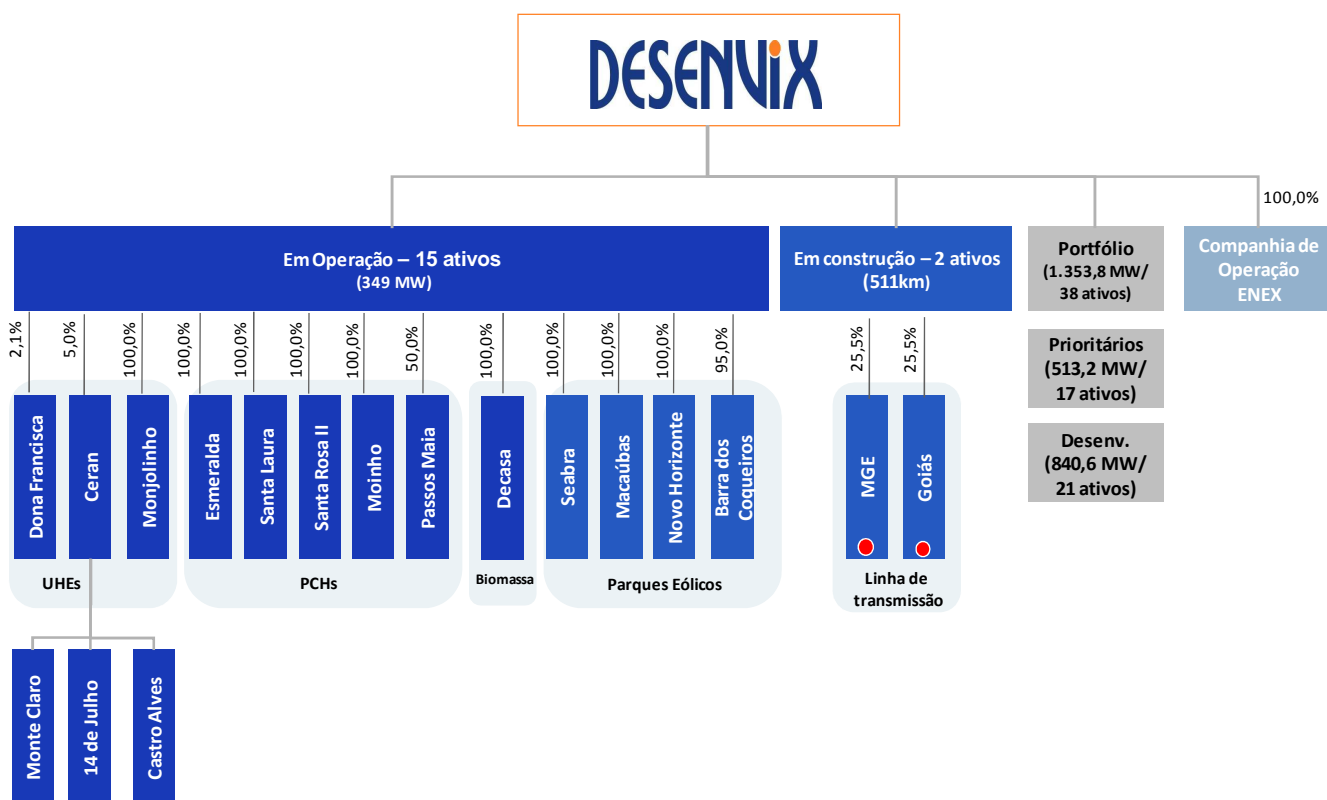 DESENViX
100,0%
Em Operação – 15 ativos
(349 MW)
Em construção – 2 ativos
(511km)
Portfólio
(1.353,8 MW/
38 ativos)
Companhia de
Operação
ENEX
Prioritários
(513,2 MW/
17 ativos)
Desenv.
(840,6 MW/
21 ativos)
2,1%
5,0%
100,0%
100,0%
100,0%
100,0%
100,0%
50,0%
100,0%
100,0%
100,0%
100,0%
95,0%
25,5%
25,5%
Dona Francisca
Ceran
Monjolinho
Esmeralda
Santa Laura
Santa Rosa II
Moinho
Passos Maia
Decasa
Seabra
Macaúbas
Novo Horizonte
Barra dos
Coqueiros
MGE
Goiás
UHEs
PCHs
Biomassa
Parques Eólicos
Linha de
transmissão
Monte Claro
14 de Julho
Castro Alves